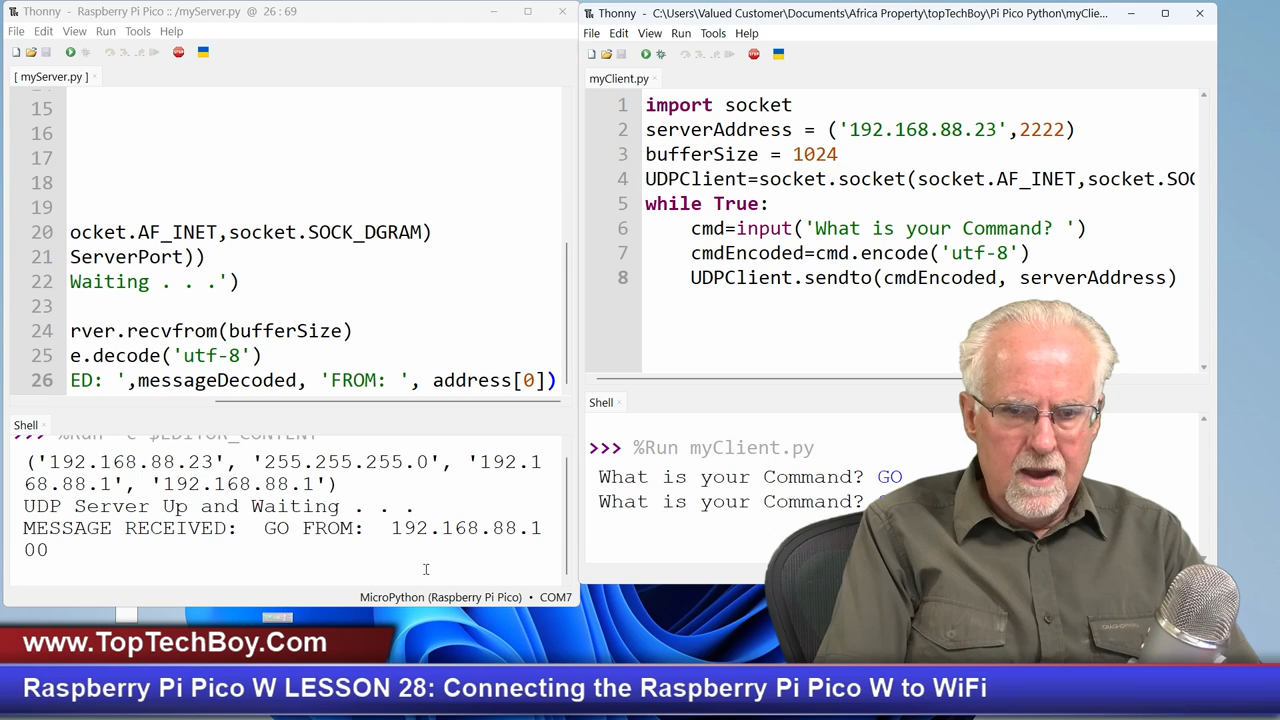 Thonny - Raspberry Pi Pico :: /myServer.py @ 26 : 69
File Edit View Run Tools Help
[ myServer.py ]
15
16
17
18
19
20 ocket.AF_INET,socket.SOCK_DGRAM)
21 ServerPort))
22 Waiting . . .')
23
24 rver.recvfrom(bufferSize)
25 e.decode('utf-8')
26 ED: ',messageDecoded, 'FROM: ', address[0])
Shell
>>> %Run -c $EDITOR_CONTENT
('192.168.88.23', '255.255.255.0', '192.1
68.88.1', '192.168.88.1')
UDP Server Up and Waiting . . .
MESSAGE RECEIVED:  GO FROM:  192.168.88.1
00
MicroPython (Raspberry Pi Pico) • COM7
Thonny - C:\Users\Valued Customer\Documents\Africa Property\topTechBoy\Pi Pico Python\myClie...
File Edit View Run Tools Help
myClient.py
1 import socket
2 serverAddress = ('192.168.88.23',2222)
3 bufferSize = 1024
4 UDPClient=socket.socket(socket.AF_INET,socket.SOC
5 while True:
6 cmd=input('What is your Command? ')
7 cmdEncoded=cmd.encode('utf-8')
8 UDPClient.sendto(cmdEncoded, serverAddress)
Shell
>>> %Run myClient.py
What is your Command? GO
What is your Command?
www.TopTechBoy.Com
Raspberry Pi Pico W LESSON 28: Connecting the Raspberry Pi Pico W to WiFi